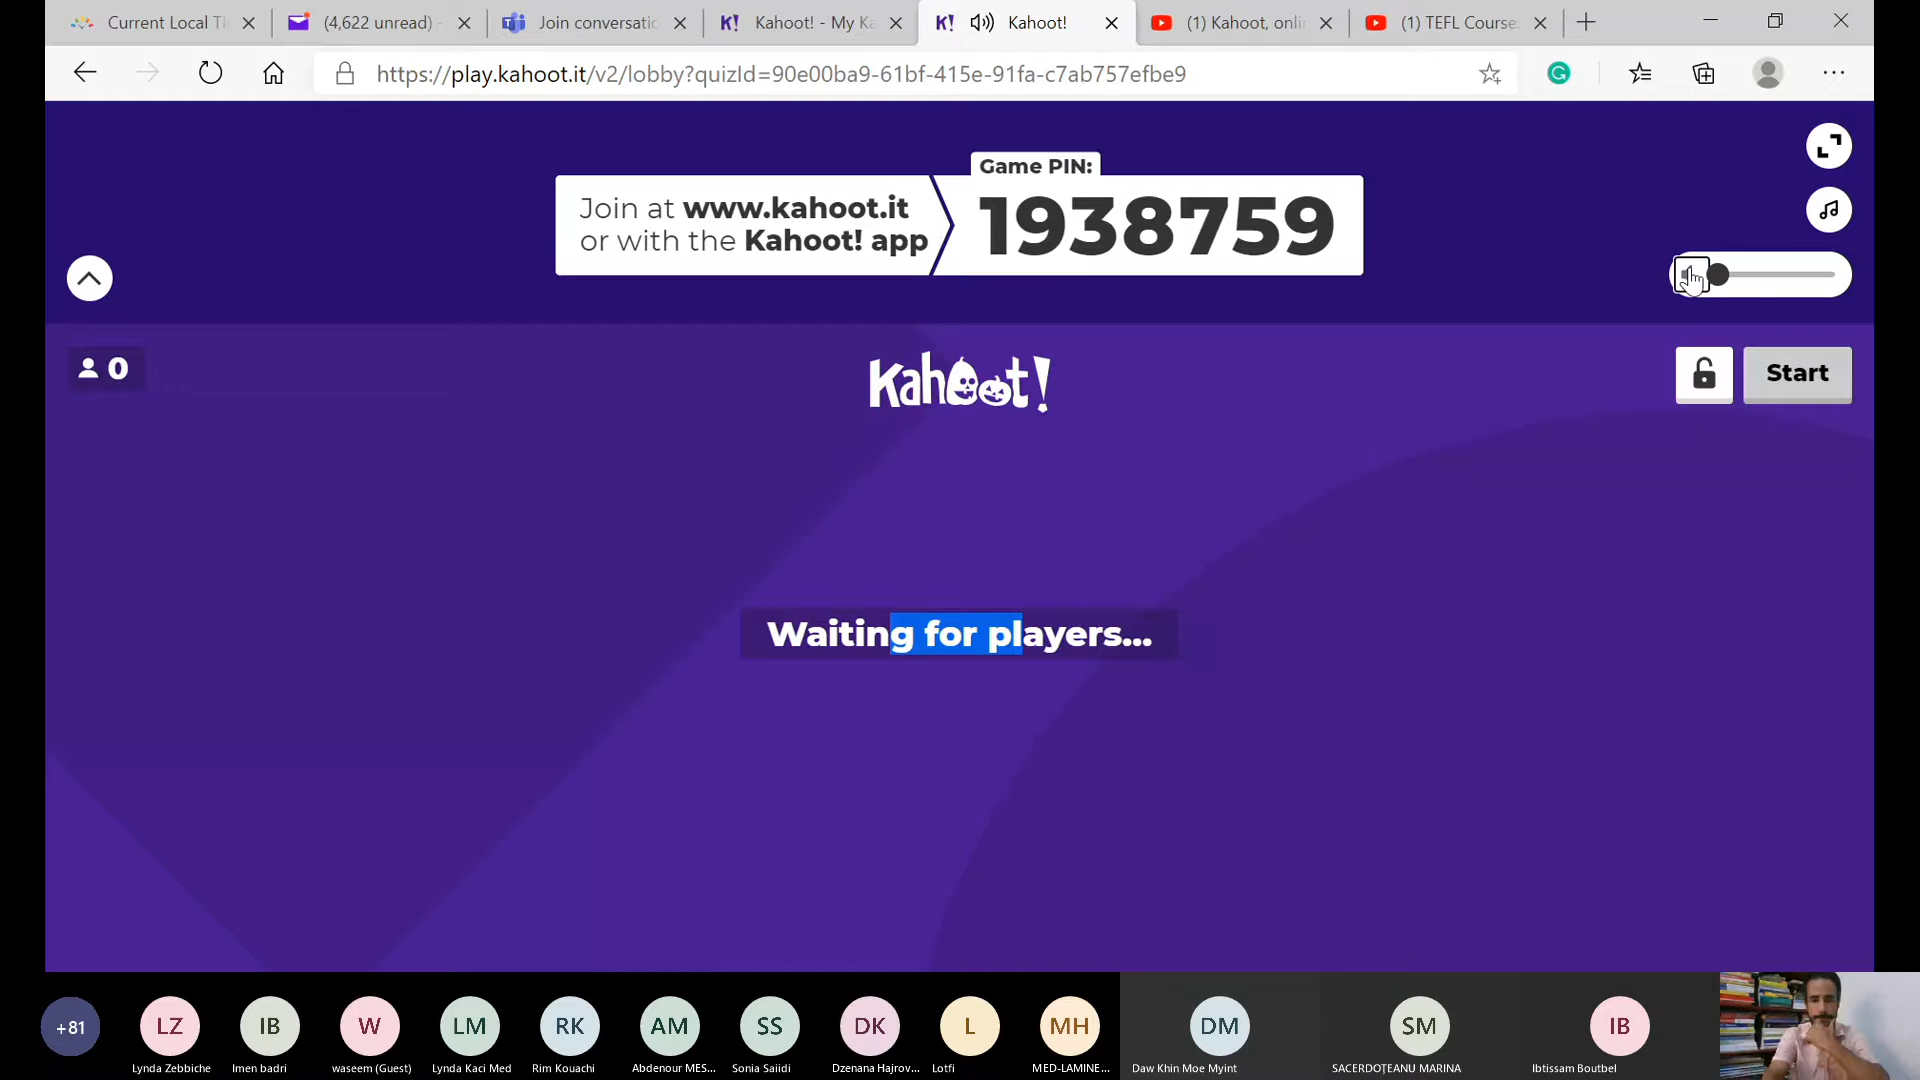 Current Local Ti
(4,622 unread) -
Join conversatio
K! Kahoot! - My Ka
K! Kahoot!
(1) Kahoot, onli
(1) TEFL Course
https://play.kahoot.it/v2/lobby?quizId=90e00ba9-61bf-415e-91fa-c7ab757efbe9
Game PIN:
Join at www.kahoot.it
or with the Kahoot! app
1938759
0
Kahoot!
Start
Waiting for players...
+81
LZ
IB
W
LM
RK
AM
SS
DK
L
MH
DM
SM
IB
Lynda Zebbiche
Imen badri
waseem (Guest)
Lynda Kaci Med
Rim Kouachi
Abdenour MES...
Sonia Saiidi
Dzenana Hajrov...
Lotfi
MED-LAMINE...
Daw Khin Moe Myint
SACERDOȚEANU MARINA
Ibtissam Boutbel